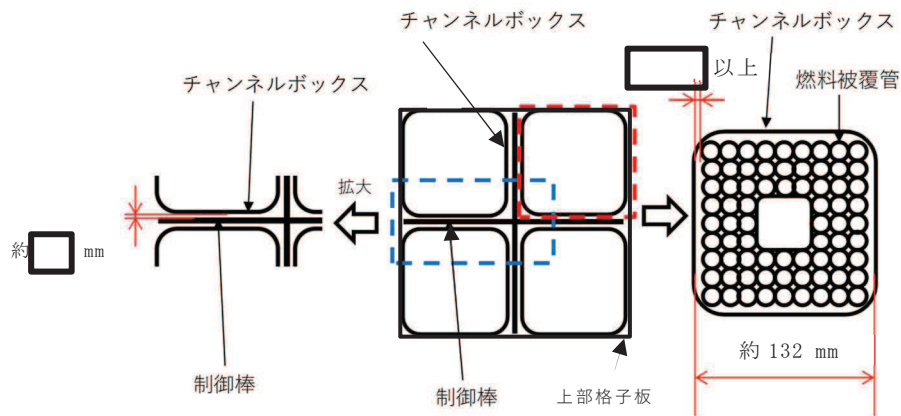 チャンネルボックス
チャンネルボックス
以上
チャンネルボックス
燃料被覆管
拡大
約 mm
制御棒
制御棒
上部格子板
約 132 mm